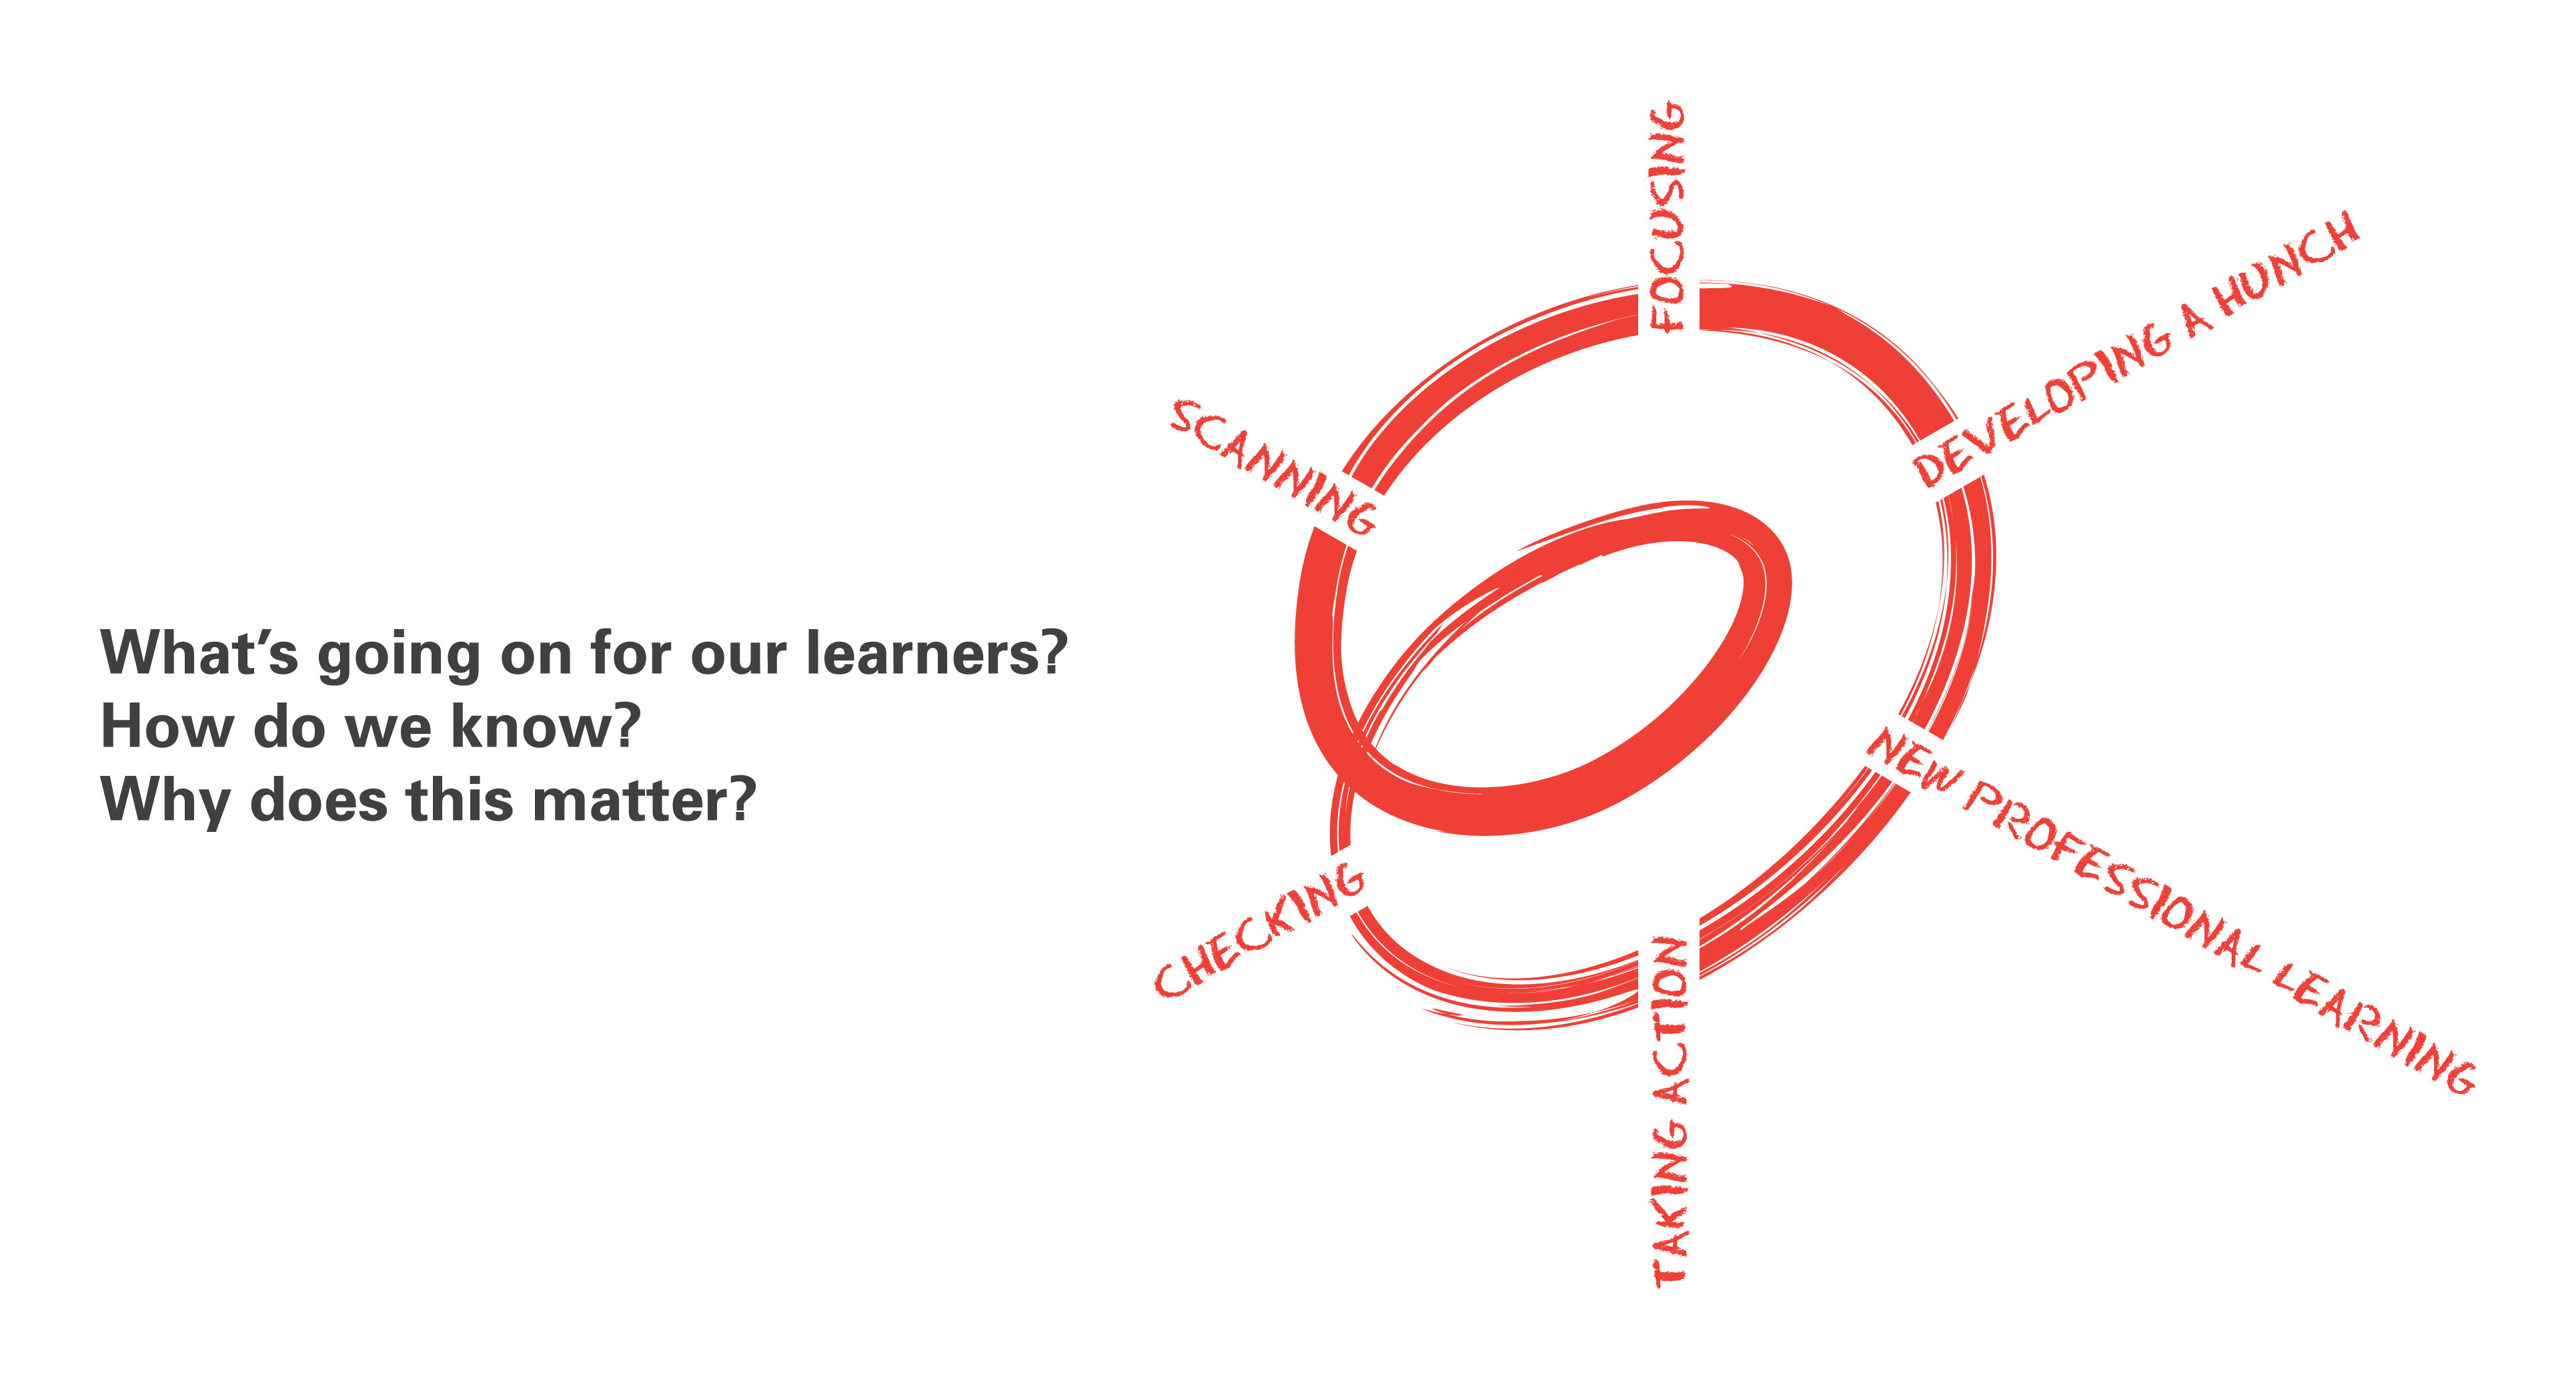 What’s going on for our learners?
How do we know?
Why does this matter?
SCANNING
FOCUSING
DEVELOPING A HUNCH
NEW PROFESSIONAL LEARNING
TAKING ACTION
CHECKING